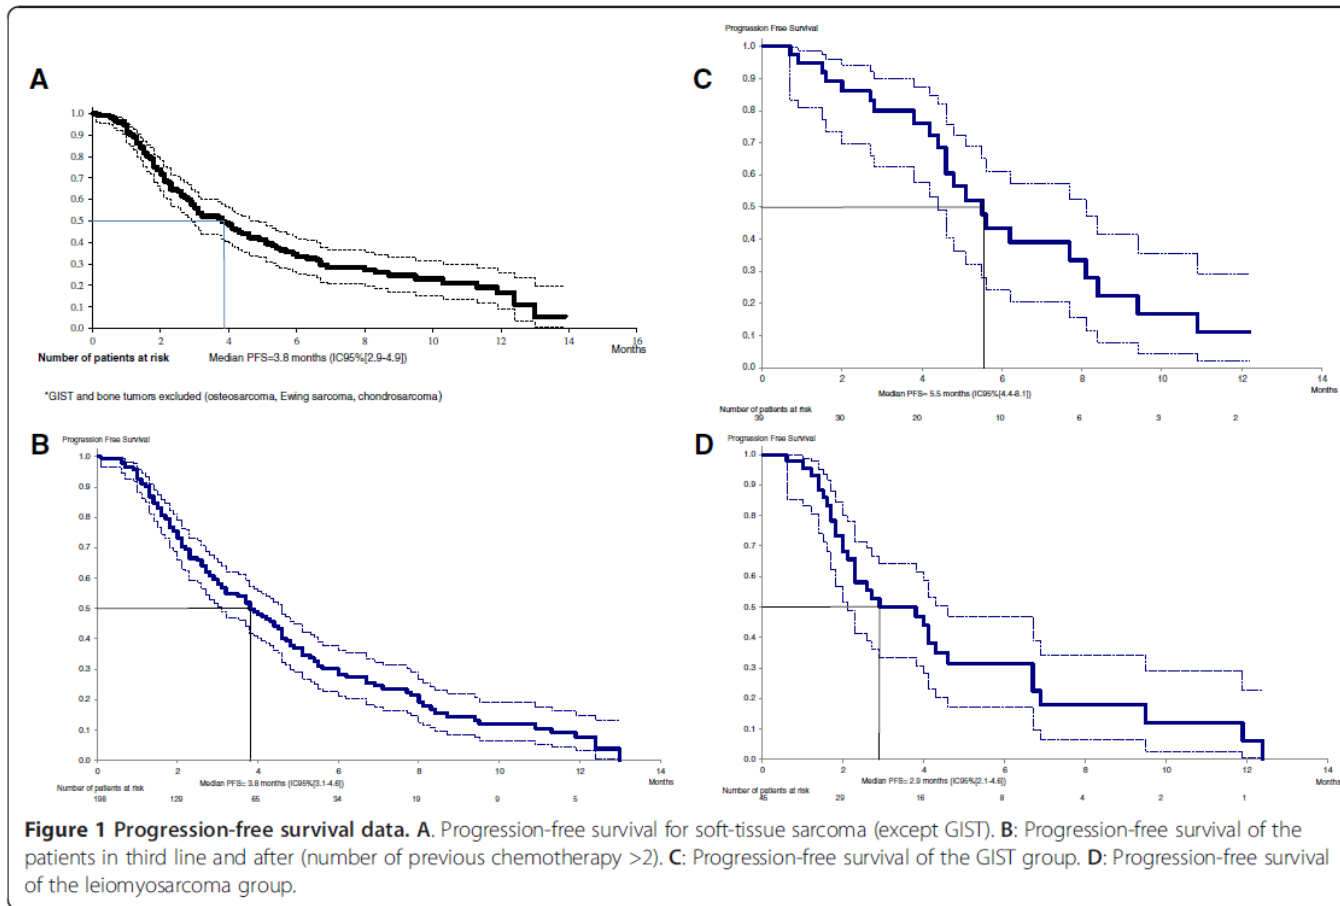 A
1.0
0.9
0.8
0.7
0.6
0.5
0.4
0.3
0.2
0.1
0.0
0 2 4 6 8 10 12 14 16
Months
Number of patients at risk Median PFS=3.8 months (IC95%[2.9-4.9])
*GIST and bone tumors excluded (osteosarcoma, Ewing sarcoma, chondrosarcoma)
C
Progression Free Survival
1.0
0.9
0.8
0.7
0.6
0.5
0.4
0.3
0.2
0.1
0.0
0 2 4 6 8 10 12 14
Median PFS= 5.5 months (IC95%[4.4-8.1]) Months
Number of patients at risk
39 30 20 10 6 3 2
B
Progression Free Survival
1.0
0.9
0.8
0.7
0.6
0.5
0.4
0.3
0.2
0.1
0.0
0 2 4 6 8 10 12 14
Median PFS= 3.8 months (IC95%[3.1-4.6]) Months
Number of patients at risk
198 129 65 34 19 9 5
D
Progression Free Survival
1.0
0.9
0.8
0.7
0.6
0.5
0.4
0.3
0.2
0.1
0.0
0 2 4 6 8 10 12 14
Median PFS= 2.9 months (IC95%[2.1-4.6]) Months
Number of patients at risk
45 29 16 8 4 2 1
Figure 1 Progression-free survival data. A. Progression-free survival for soft-tissue sarcoma (except GIST). B: Progression-free survival of the
patients in third line and after (number of previous chemotherapy >2). C: Progression-free survival of the GIST group. D: Progression-free survival
of the leiomyosarcoma group.